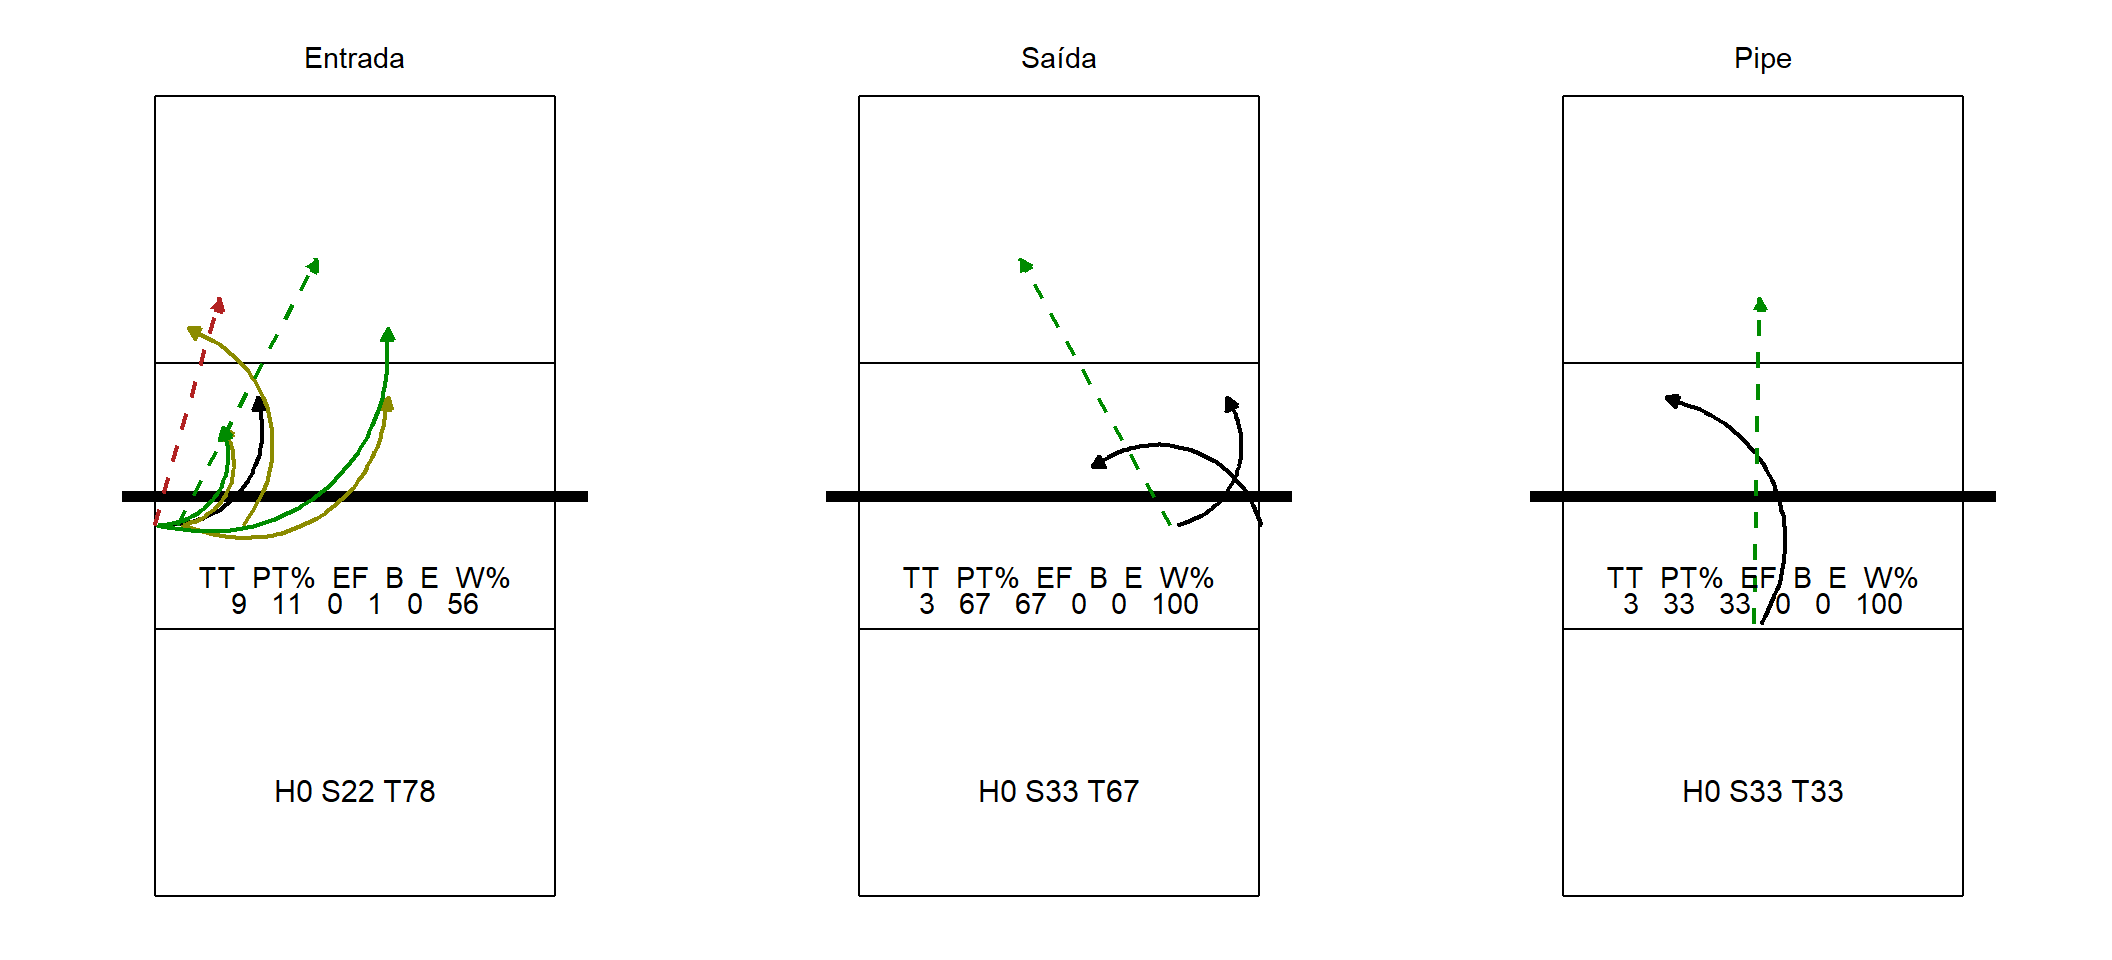 Entrada
TT PT% EF B E W%
9 11 0 1 0 56
H0 S22 T78
Saída
TT PT% EF B E W%
3 67 67 0 0 100
H0 S33 T67
Pipe
TT PT% EF B E W%
3 33 33 0 0 100
H0 S33 T33